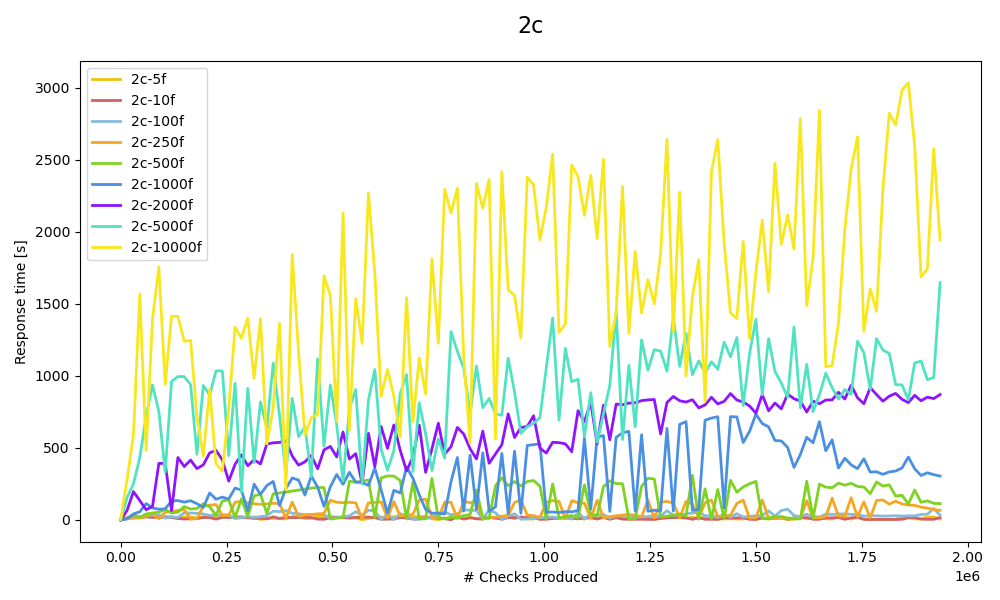 2c
2c-5f
2c-10f
2c-100f
2c-250f
2c-500f
2c-1000f
2c-2000f
2c-5000f
2c-10000f
Response time [s]
3000
2500
2000
1500
1000
500
0
0.00 0.25 0.50 0.75 1.00 1.25 1.50 1.75 2.00
1e6
# Checks Produced